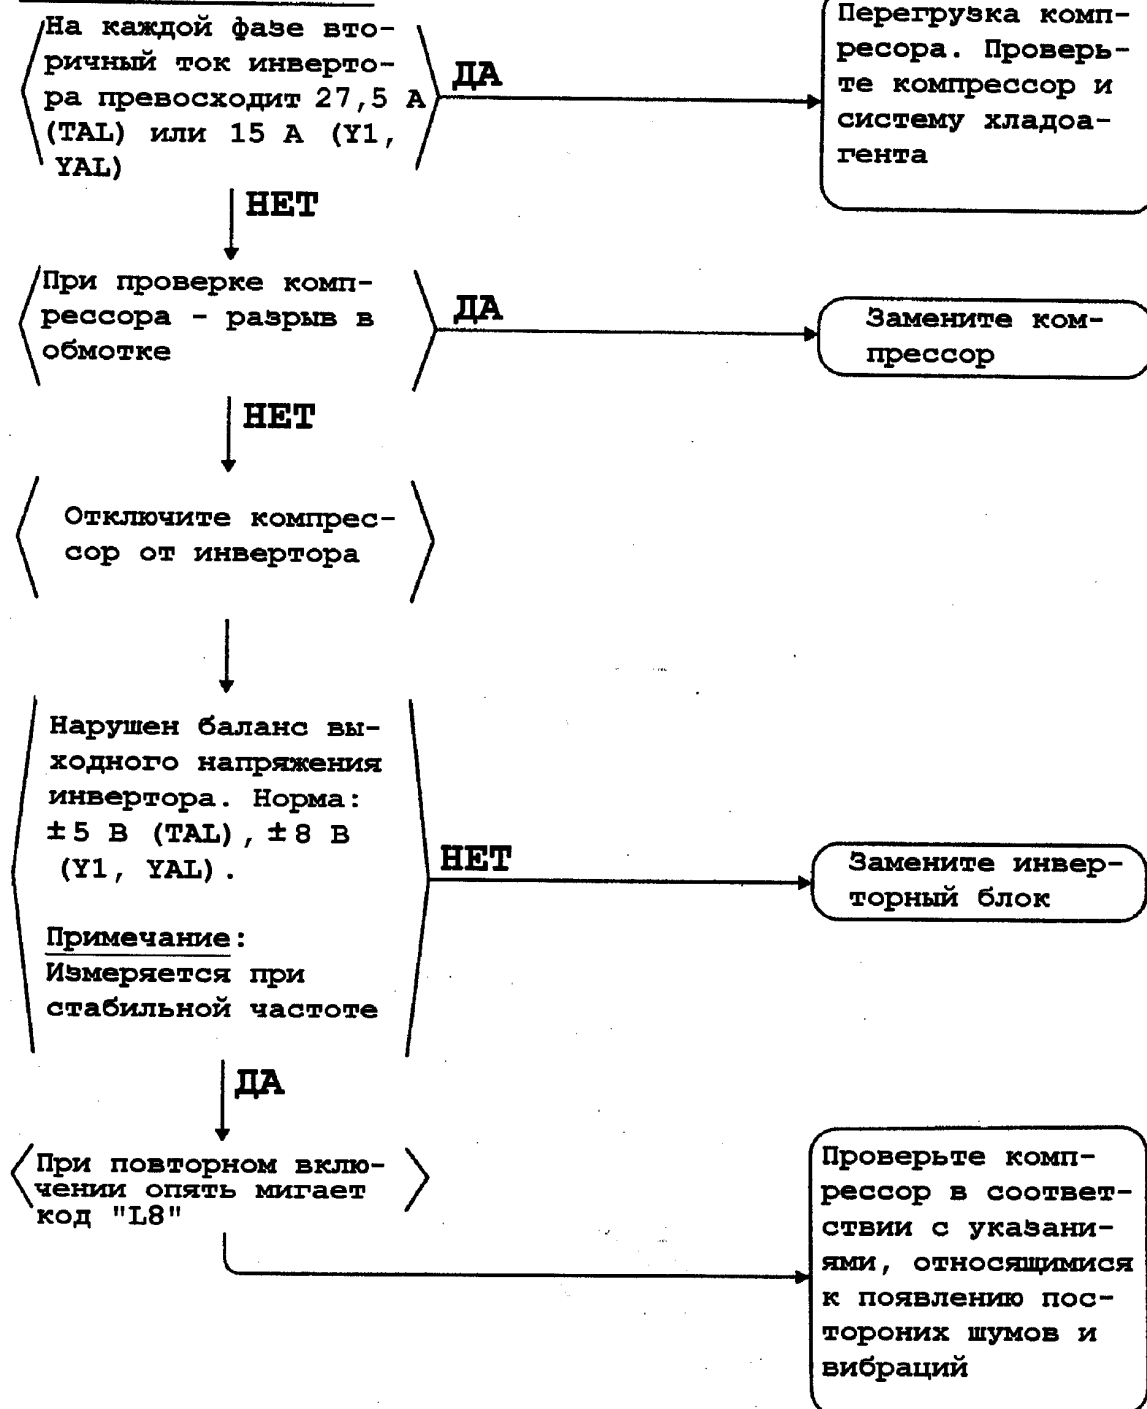 На каждой фазе вто-
ричный ток инверто-
ра превосходит 27,5 А
(TAL) или 15 А (Y1,
YAL)
ДА
Перегрузка комп-
ресора. Проверь-
те компрессор и
систему хладоа-
гента
НЕТ
При проверке комп-
рессора - разрыв в
обмотке
ДА
Замените ком-
прессор
НЕТ
Отключите компрес-
сор от инвертора
Нарушен баланс вы-
ходного напряжения
инвертора. Норма:
±5 В (TAL), ±8 В
(Y1, YAL).
Примечание:
Измеряется при
стабильной частоте
НЕТ
Замените инвер-
торный блок
ДА
При повторном вклю-
чении опять мигает
код "L8"
Проверьте комп-
рессор в соответ-
ствии с указани-
ями, относящимися
к появлению пос-
тороних шумов и
вибраций